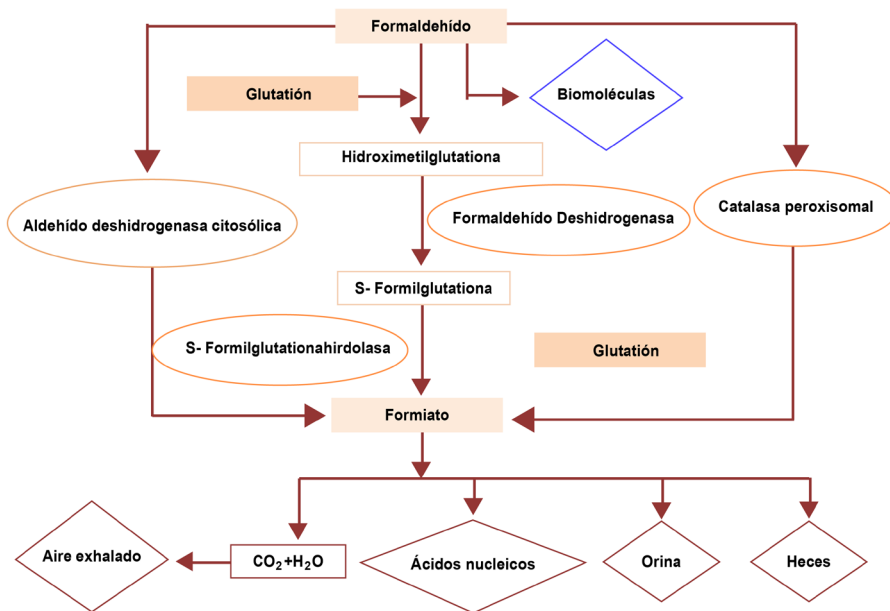 Formaldehído
Glutatión
Biomoléculas
Hidroximetilglutationa
Aldehído deshidrogenasa citosólica
Formaldehído Deshidrogenasa
Catalasa peroxisomal
S- Formilglutationa
S- Formilglutationahirdolasa
Glutatión
Formiato
Aire exhalado
CO₂+H₂O
Ácidos nucleicos
Orina
Heces